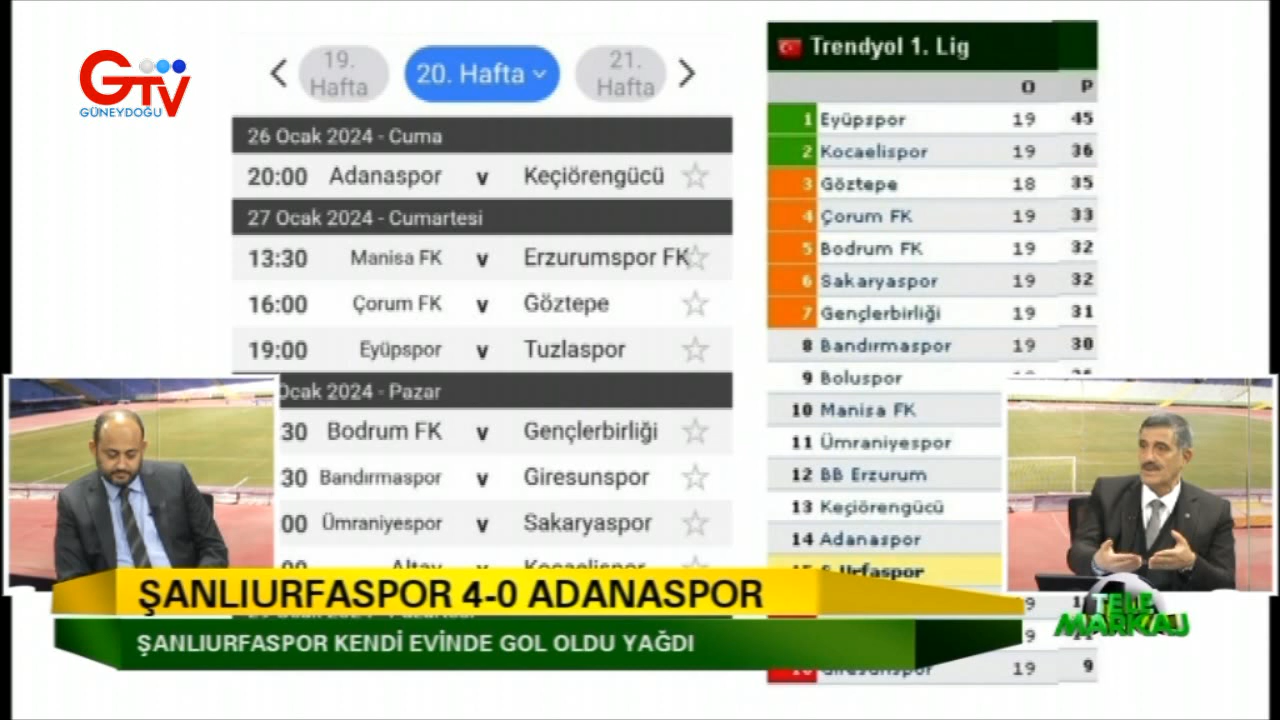 GTV
GÜNEYDOĞU
19. Hafta
20. Hafta
21. Hafta
26 Ocak 2024 - Cuma
20:00 Adanaspor v Keçiörengücü
27 Ocak 2024 - Cumartesi
13:30 Manisa FK v Erzurumspor FK
16:00 Çorum FK v Göztepe
19:00 Eyüpspor v Tuzlaspor
Ocak 2024 - Pazar
30 Bodrum FK v Gençlerbirliği
30 Bandırmaspor v Giresunspor
00 Ümraniyespor v Sakaryaspor
Altay Kocaelispor
Trendyol 1. Lig
O P
1 Eyüpspor 19 45
2 Kocaelispor 19 36
3 Göztepe 18 35
4 Çorum FK 19 33
5 Bodrum FK 19 32
6 Sakaryaspor 19 32
7 Gençlerbirliği 19 31
8 Bandırmaspor 19 30
9 Boluspor
10 Manisa FK
11 Ümraniyespor
12 BB Erzurum
13 Keçiörengücü
14 Adanaspor
Urfaspor
19
19
Giresunspor 19 9
ŞANLIURFASPOR 4-0 ADANASPOR
ŞANLIURFASPOR KENDİ EVİNDE GOL OLDU YAĞDI
TELE
MARKAJ